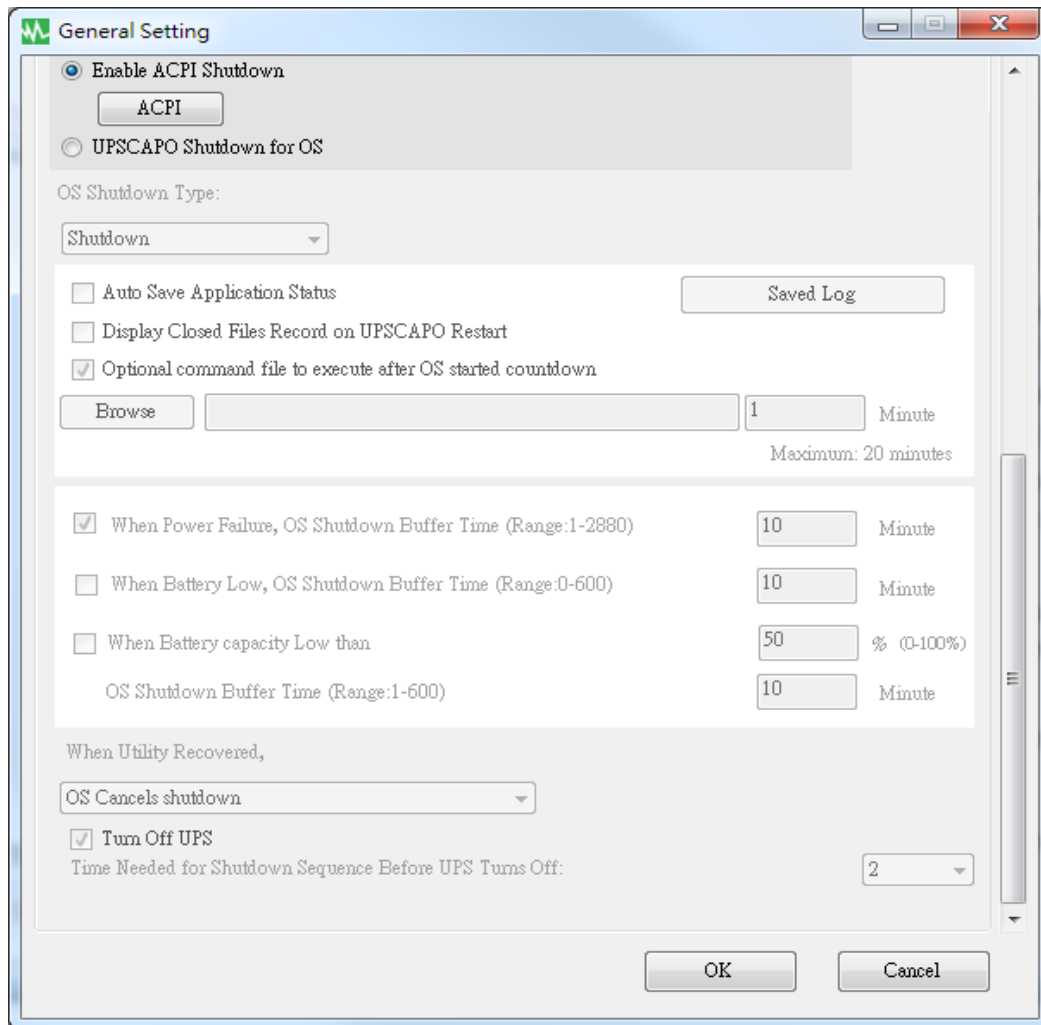 General Setting
Enable ACPI Shutdown
ACPI
UPSCAPO Shutdown for OS
OS Shutdown Type:
Shutdown
Auto Save Application Status
Saved Log
Display Closed Files Record on UPSCAPO Restart
Optional command file to execute after OS started countdown
Browse 1 Minute
Maximum: 20 minutes
When Power Failure, OS Shutdown Buffer Time (Range:1-2880) 10 Minute
When Battery Low, OS Shutdown Buffer Time (Range:0-600) 10 Minute
When Battery capacity Low than 50 % (0-100%)
OS Shutdown Buffer Time (Range:1-600) 10 Minute
When Utility Recovered,
OS Cancels shutdown
Turn Off UPS
Time Needed for Shutdown Sequence Before UPS Turns Off: 2
OK Cancel